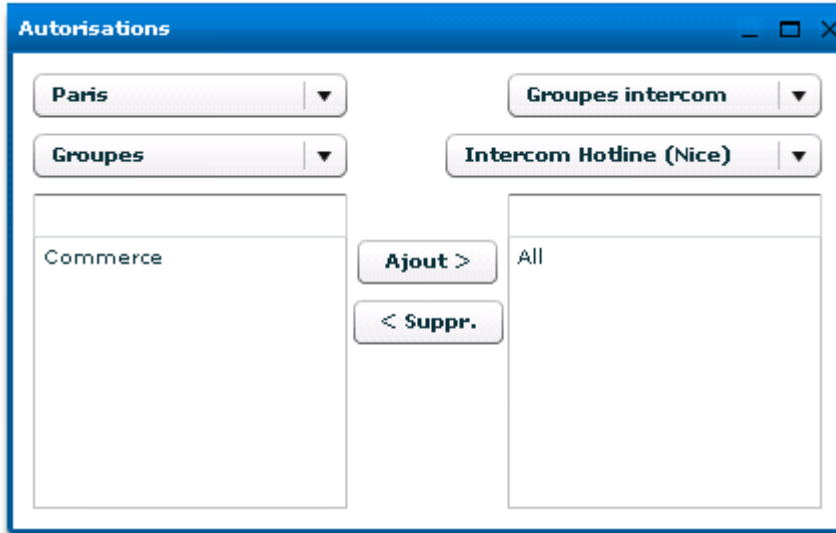 Autorisations
Paris
Groupes intercom
Groupes
Intercom Hotline (Nice)
Commerce
Ajout >
All
< Suppr.